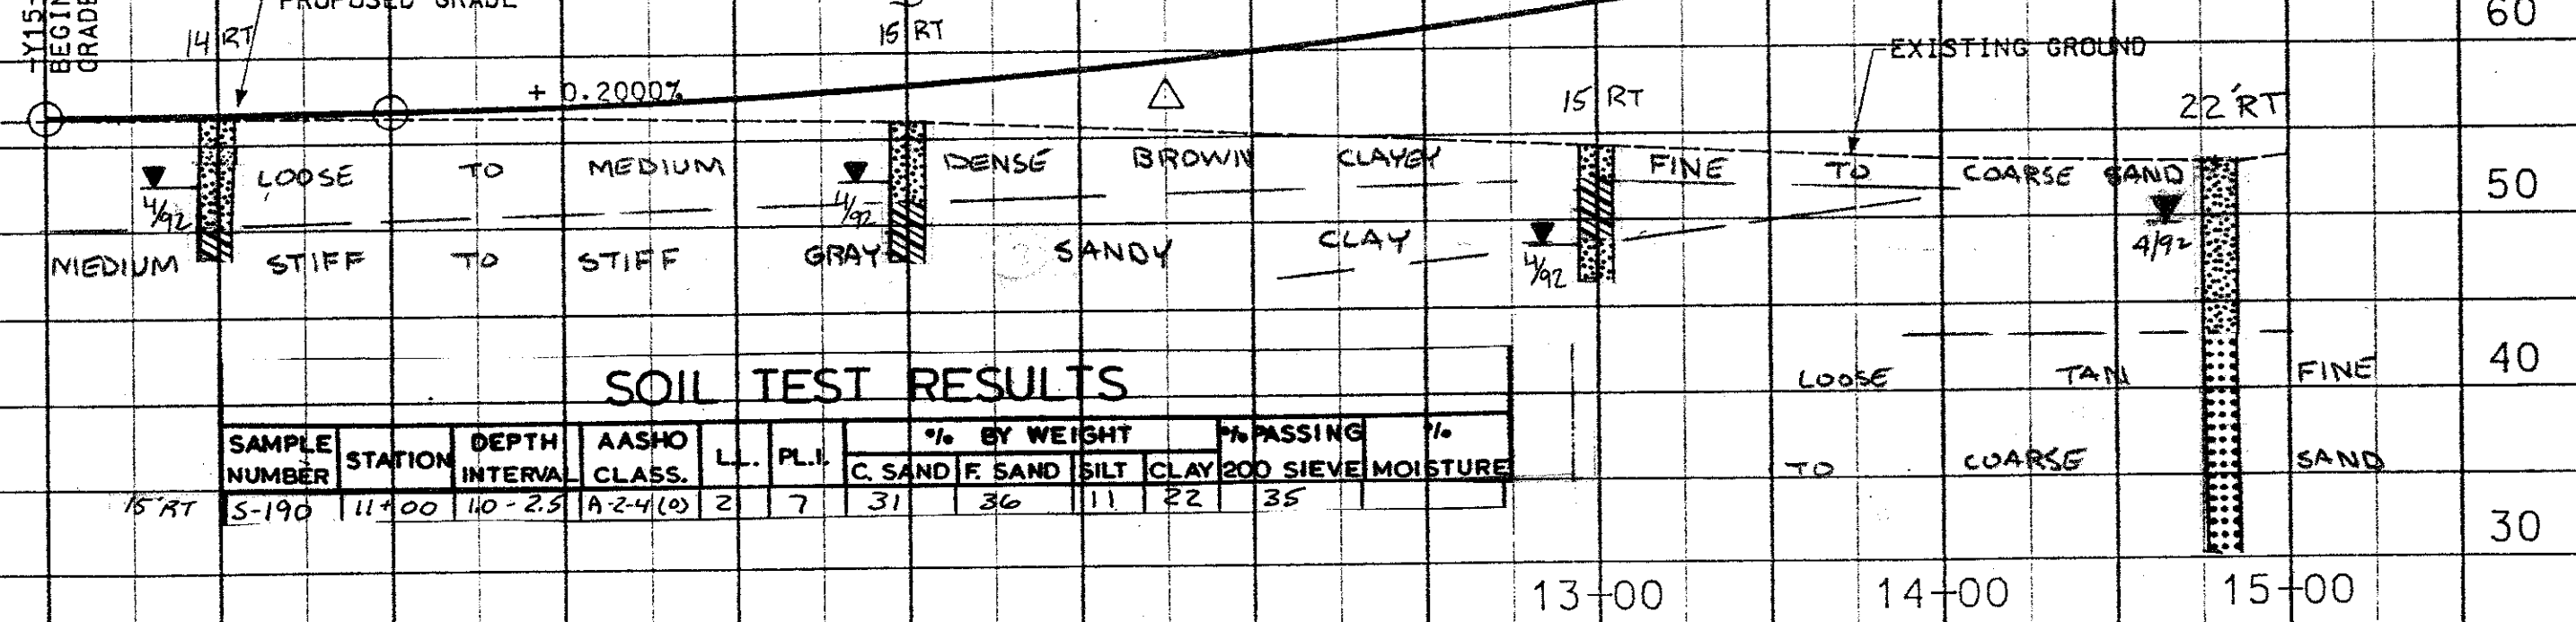 -Y15-
BEGIN
GRADE
PROPOSED GRADE
14 RT
15 RT
60
EXISTING GROUND
+ 0.2000%
15 RT
22' RT
LOOSE TO MEDIUM DENSE BROWN CLAYEY FINE TO COARSE SAND
50
4/92
4/92
4/92
4/92
MEDIUM STIFF TO STIFF GRAY SANDY CLAY
40
LOOSE TAN FINE
TO COARSE SAND
SOIL TEST RESULTS
SAMPLE NUMBER STATION DEPTH INTERVAL AASHO CLASS. L.L. P.L.I. % BY WEIGHT % PASSING 200 SIEVE % MOISTURE
C. SAND F. SAND SILT CLAY
15' RT S-190 11+00 1.0 - 2.5 A-2-4(0) 7 31 36 11 22 35
30
13+00 14+00 15+00